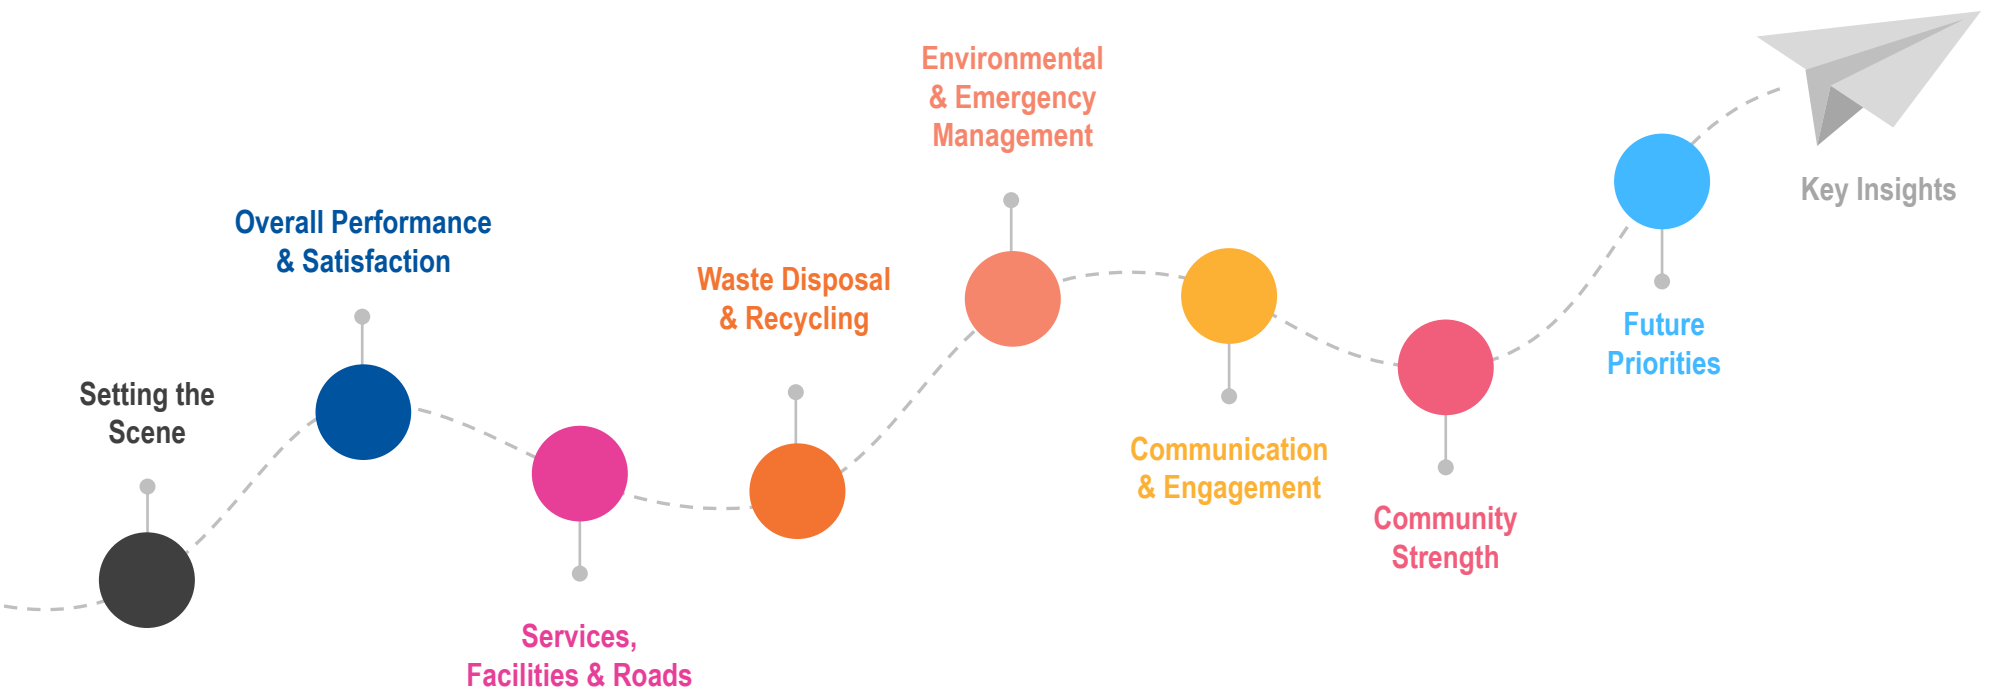 Setting the
Scene
Overall Performance
& Satisfaction
Services,
Facilities & Roads
Waste Disposal
& Recycling
Environmental
& Emergency
Management
Communication
& Engagement
Community
Strength
Future
Priorities
Key Insights